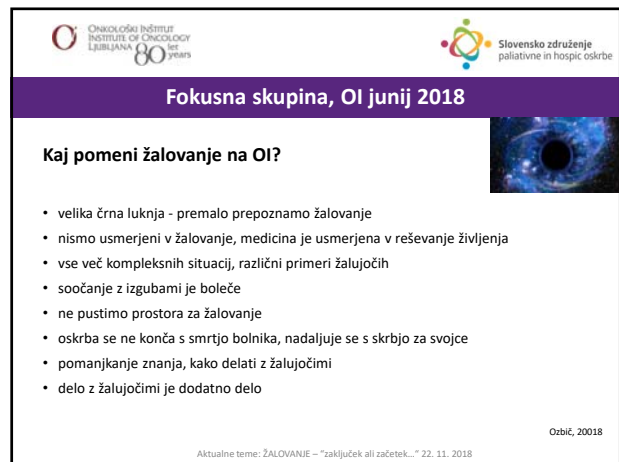 ONKOLOŠKI INŠTITUT
INSTITUTE OF ONCOLOGY
LJUBLJANA
80 let
years
Slovensko združenje
paliativne in hospic oskrbe
Fokusna skupina, OI junij 2018
Kaj pomeni žalovanje na OI?
• velika črna luknja - premalo prepoznamo žalovanje
• nismo usmerjeni v žalovanje, medicina je usmerjena v reševanje življenja
• vse več kompleksnih situacij, različni primeri žalujočih
• soočanje z izgubami je boleče
• ne pustimo prostora za žalovanje
• oskrba se ne konča s smrtjo bolnika, nadaljuje se s skrbjo za svojce
• pomanjkanje znanja, kako delati z žalujočimi
• delo z žalujočimi je dodatno delo
Ozbič, 20018
Aktualne teme: ŽALOVANJE – "zaključek ali začetek…" 22. 11. 2018